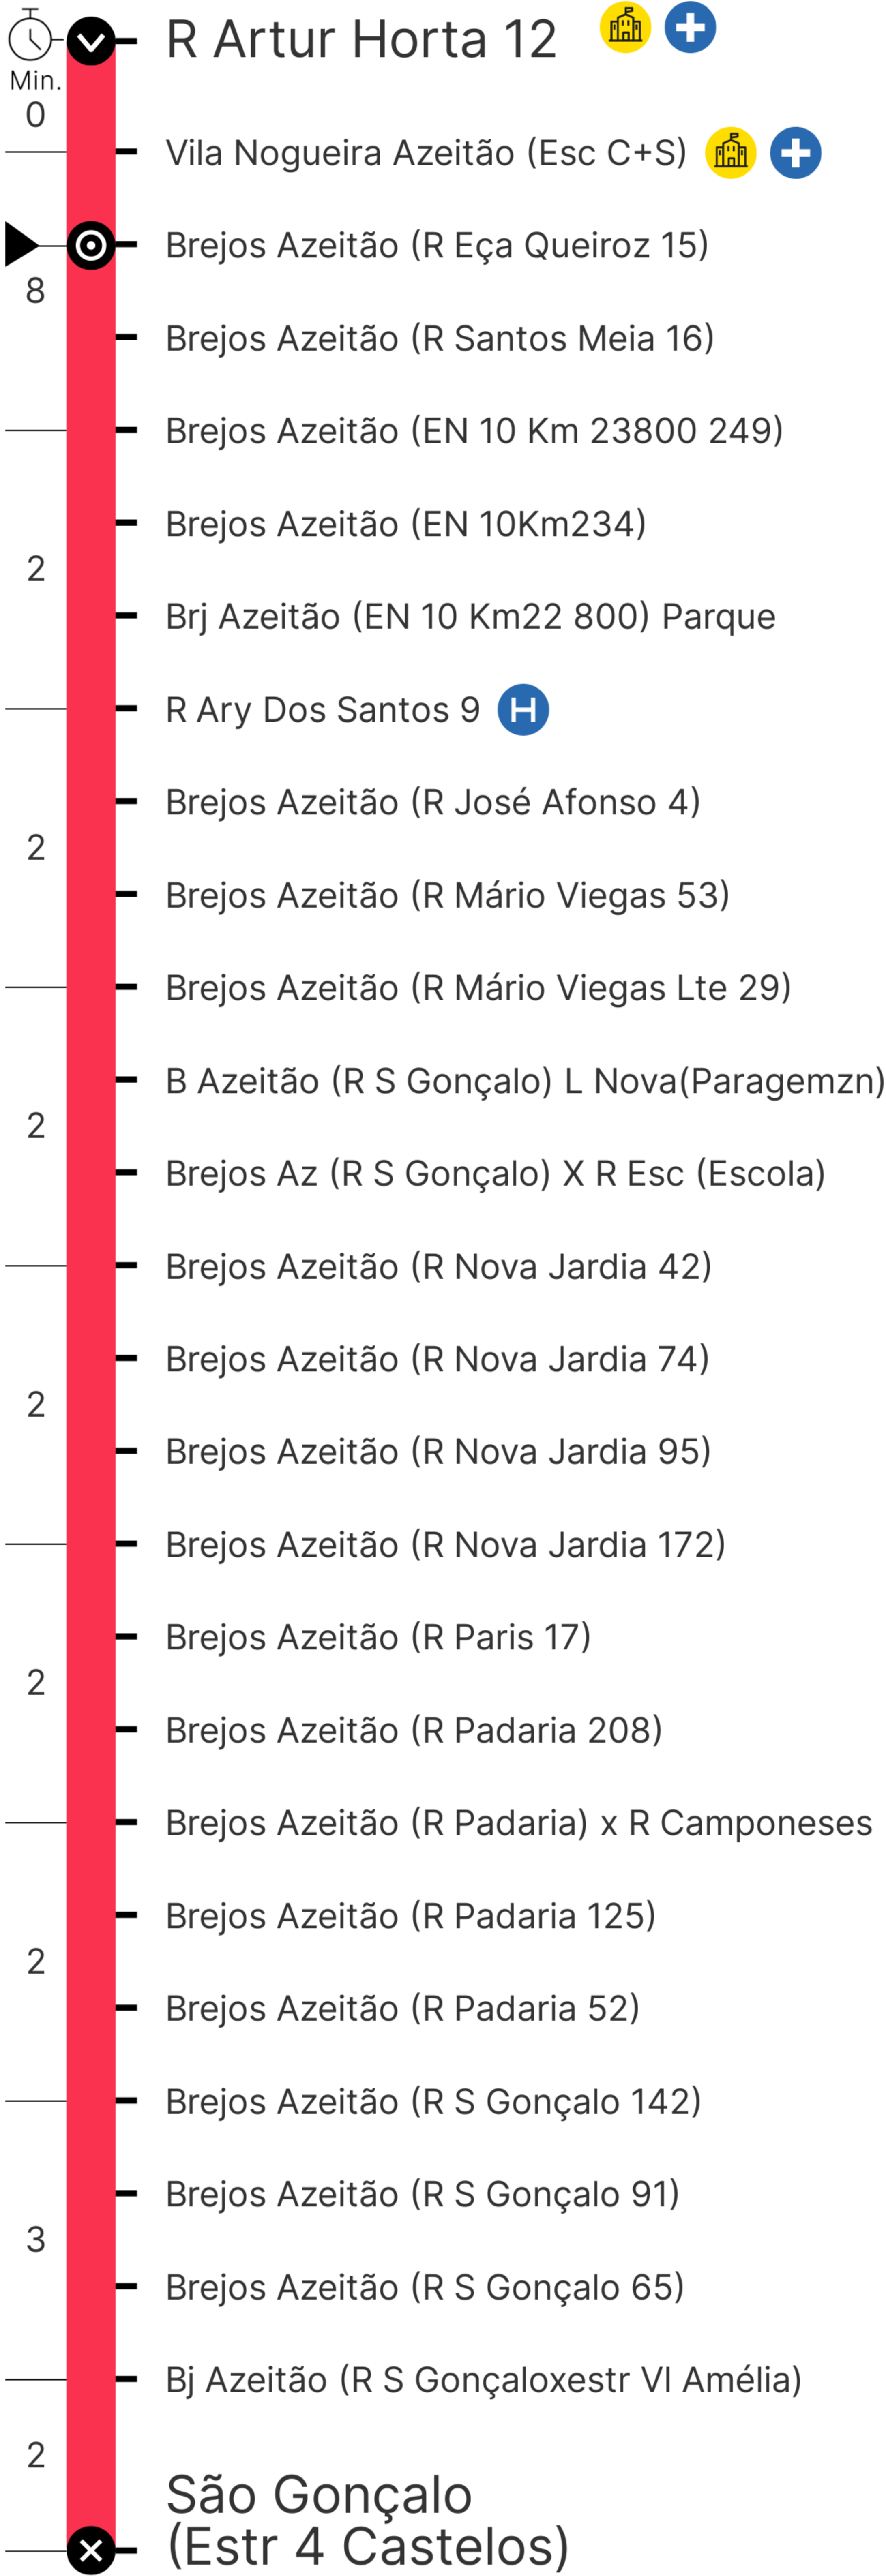 R Artur Horta 12
Min.
0
Vila Nogueira Azeitão (Esc C+S)
Brejos Azeitão (R Eça Queiroz 15)
8
Brejos Azeitão (R Santos Meia 16)
Brejos Azeitão (EN 10 Km 23800 249)
Brejos Azeitão (EN 10Km234)
2
Brj Azeitão (EN 10 Km22 800) Parque
R Ary Dos Santos 9 H
Brejos Azeitão (R José Afonso 4)
2
Brejos Azeitão (R Mário Viegas 53)
Brejos Azeitão (R Mário Viegas Lte 29)
B Azeitão (R S Gonçalo) L Nova(Paragemzn)
2
Brejos Az (R S Gonçalo) X R Esc (Escola)
Brejos Azeitão (R Nova Jardia 42)
Brejos Azeitão (R Nova Jardia 74)
2
Brejos Azeitão (R Nova Jardia 95)
Brejos Azeitão (R Nova Jardia 172)
Brejos Azeitão (R Paris 17)
2
Brejos Azeitão (R Padaria 208)
Brejos Azeitão (R Padaria) x R Camponeses
Brejos Azeitão (R Padaria 125)
2
Brejos Azeitão (R Padaria 52)
Brejos Azeitão (R S Gonçalo 142)
Brejos Azeitão (R S Gonçalo 91)
3
Brejos Azeitão (R S Gonçalo 65)
Bj Azeitão (R S Gonçaloxestr Vl Amélia)
2
São Gonçalo
(Estr 4 Castelos)